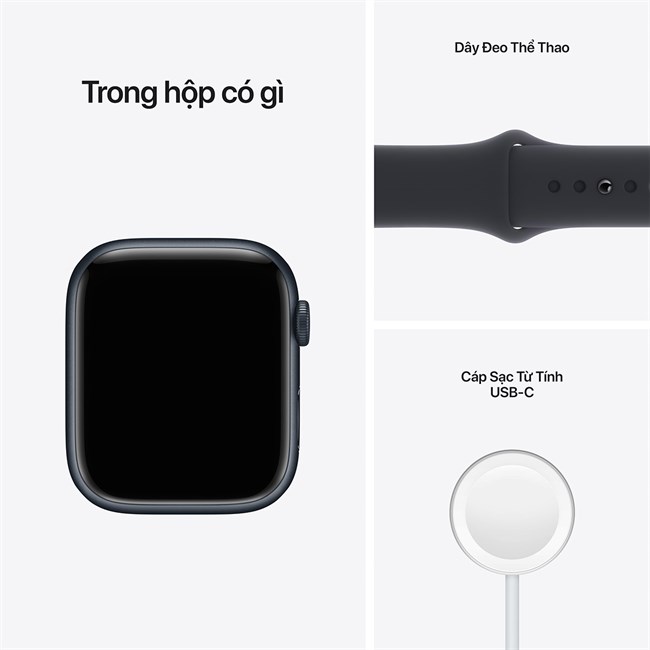 Trong hộp có gì
Dây Đeo Thể Thao
Cáp Sạc Từ Tính
USB-C